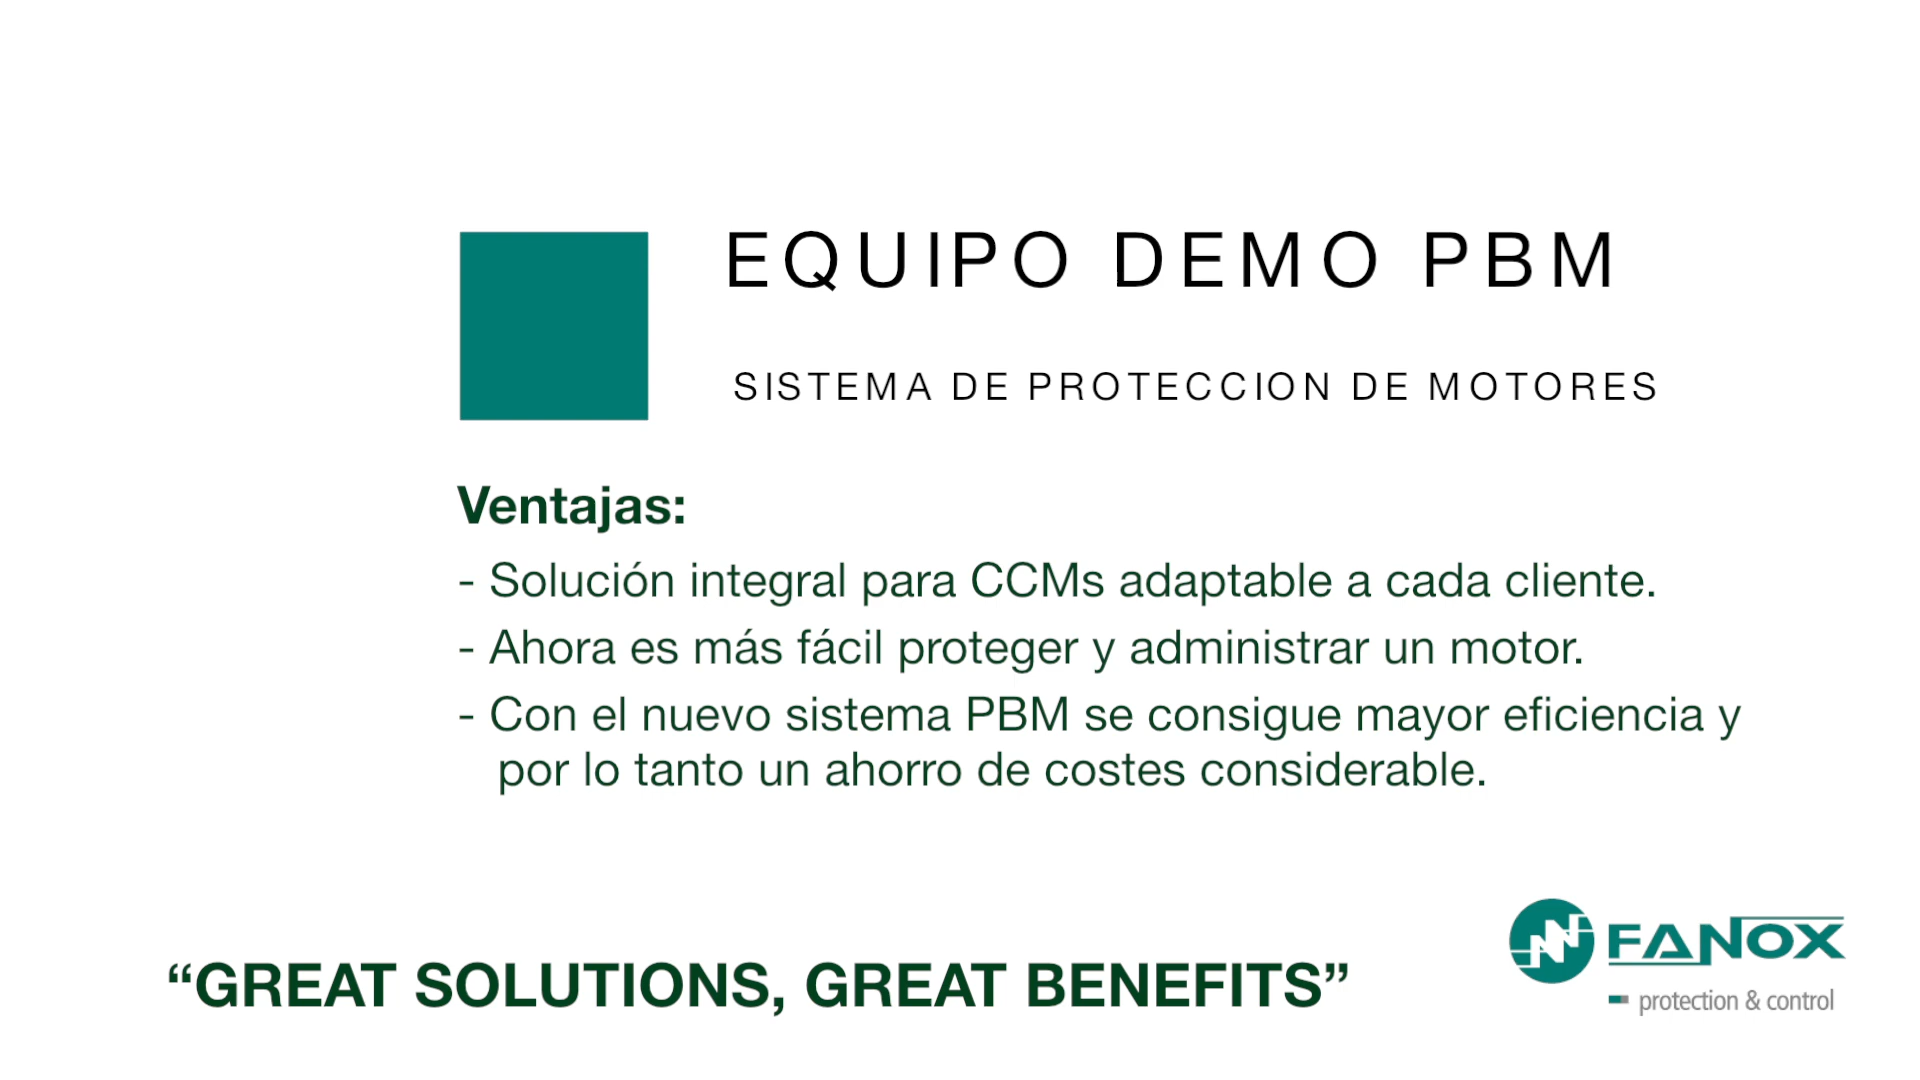 EQUIPO DEMO PBM
SISTEMA DE PROTECCION DE MOTORES
Ventajas:
- Solución integral para CCMs adaptable a cada cliente.
- Ahora es más fácil proteger y administrar un motor.
- Con el nuevo sistema PBM se consigue mayor eficiencia y
por lo tanto un ahorro de costes considerable.
“GREAT SOLUTIONS, GREAT BENEFITS”
FANOX
protection & control